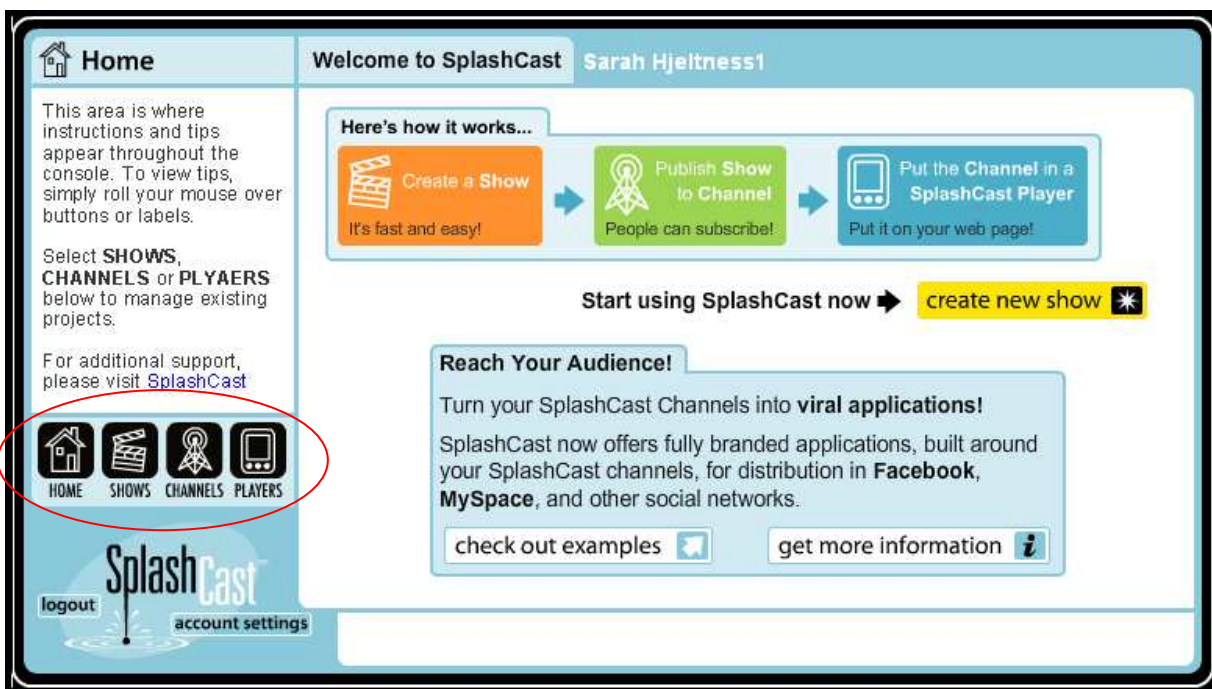 Home
This area is where
instructions and tips
appear throughout the
console. To view tips,
simply roll your mouse over
buttons or labels.
Select SHOWS,
CHANNELS or PLYAERS
below to manage existing
projects.
For additional support,
please visit SplashCast
HOME SHOWS CHANNELS PLAYERS
SplashCast
logout
account settings
Welcome to SplashCast Sarah Hjeltness1
Here's how it works...
Create a Show
It's fast and easy!
Publish Show
to Channel
People can subscribe!
Put the Channel in a
SplashCast Player
Put it on your web page!
Start using SplashCast now create new show
Reach Your Audience!
Turn your SplashCast Channels into viral applications!
SplashCast now offers fully branded applications, built around
your SplashCast channels, for distribution in Facebook,
MySpace, and other social networks.
check out examples get more information i